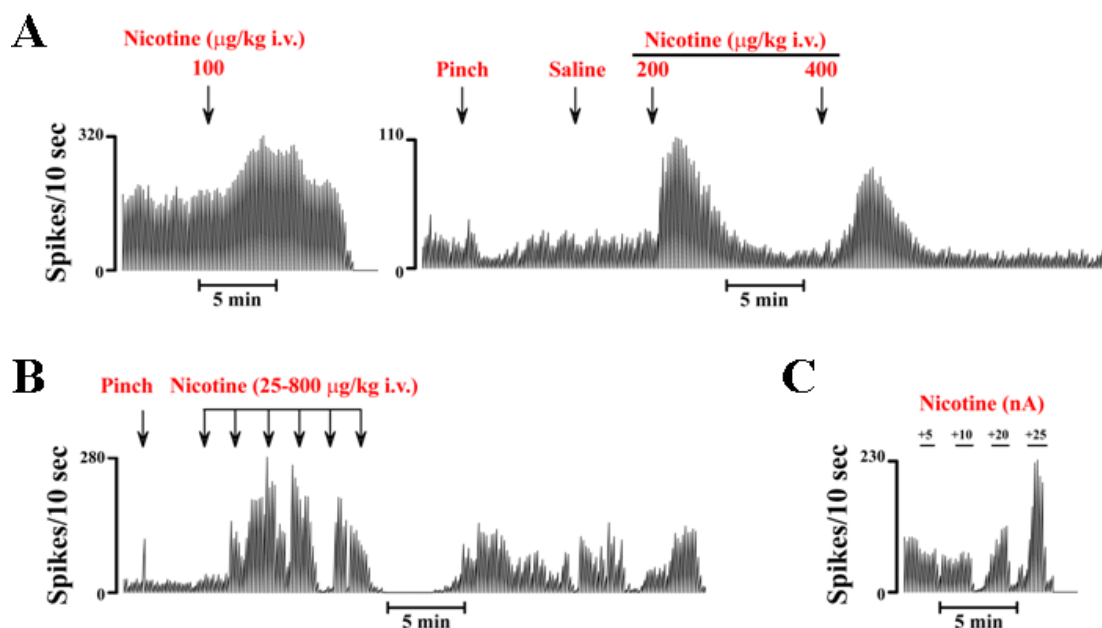 A
Nicotine (μg/kg i.v.)
100
Pinch
Saline
Nicotine (μg/kg i.v.)
200
400
Spikes/10 sec
320
0
5 min
110
0
5 min
B
Pinch
Nicotine (25-800 μg/kg i.v.)
Spikes/10 sec
280
0
5 min
C
Nicotine (nA)
+5 +10 +20 +25
Spikes/10 sec
230
0
5 min